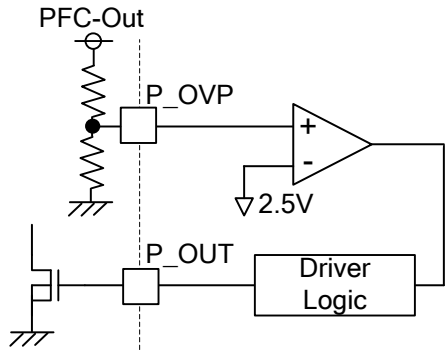 PFC-Out
P_OVP
+
-
2.5V
P_OUT
Driver
Logic